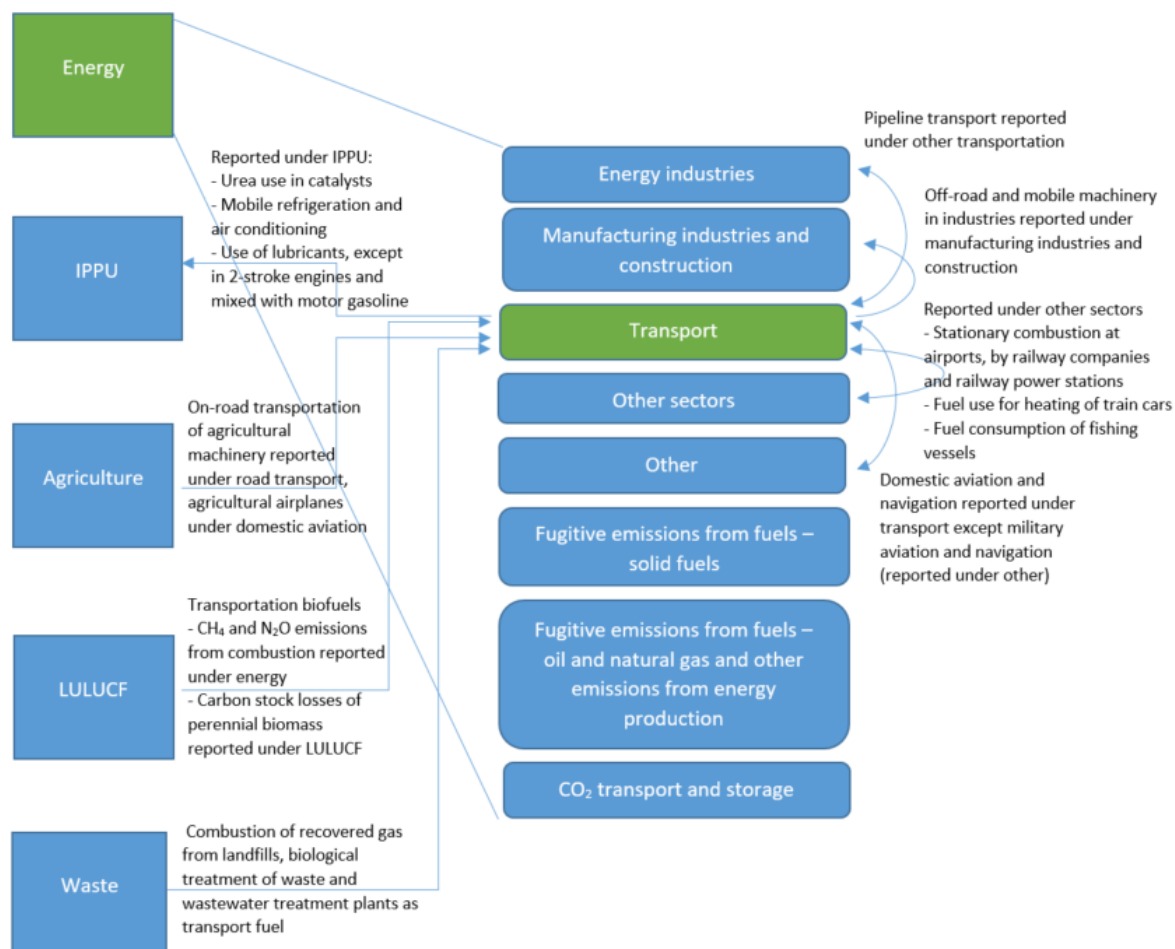 Energy
IPPU
Agriculture
LULUCF
Waste
Reported under IPPU:
- Urea use in catalysts
- Mobile refrigeration and
air conditioning
- Use of lubricants, except
in 2-stroke engines and
mixed with motor gasoline
On-road transportation
of agricultural
machinery reported
under road transport,
agricultural airplanes
under domestic aviation
Transportation biofuels
- CH₄ and N₂O emissions
from combustion reported
under energy
- Carbon stock losses of
perennial biomass
reported under LULUCF
Combustion of recovered gas
from landfills, biological
treatment of waste and
wastewater treatment plants as
transport fuel
Energy industries
Manufacturing industries and
construction
Transport
Other sectors
Other
Fugitive emissions from fuels –
solid fuels
Fugitive emissions from fuels –
oil and natural gas and other
emissions from energy
production
CO₂ transport and storage
Pipeline transport reported
under other transportation
Off-road and mobile machinery
in industries reported under
manufacturing industries and
construction
Reported under other sectors
- Stationary combustion at
airports, by railway companies
and railway power stations
- Fuel use for heating of train cars
- Fuel consumption of fishing
vessels
Domestic aviation and
navigation reported under
transport except military
aviation and navigation
(reported under other)